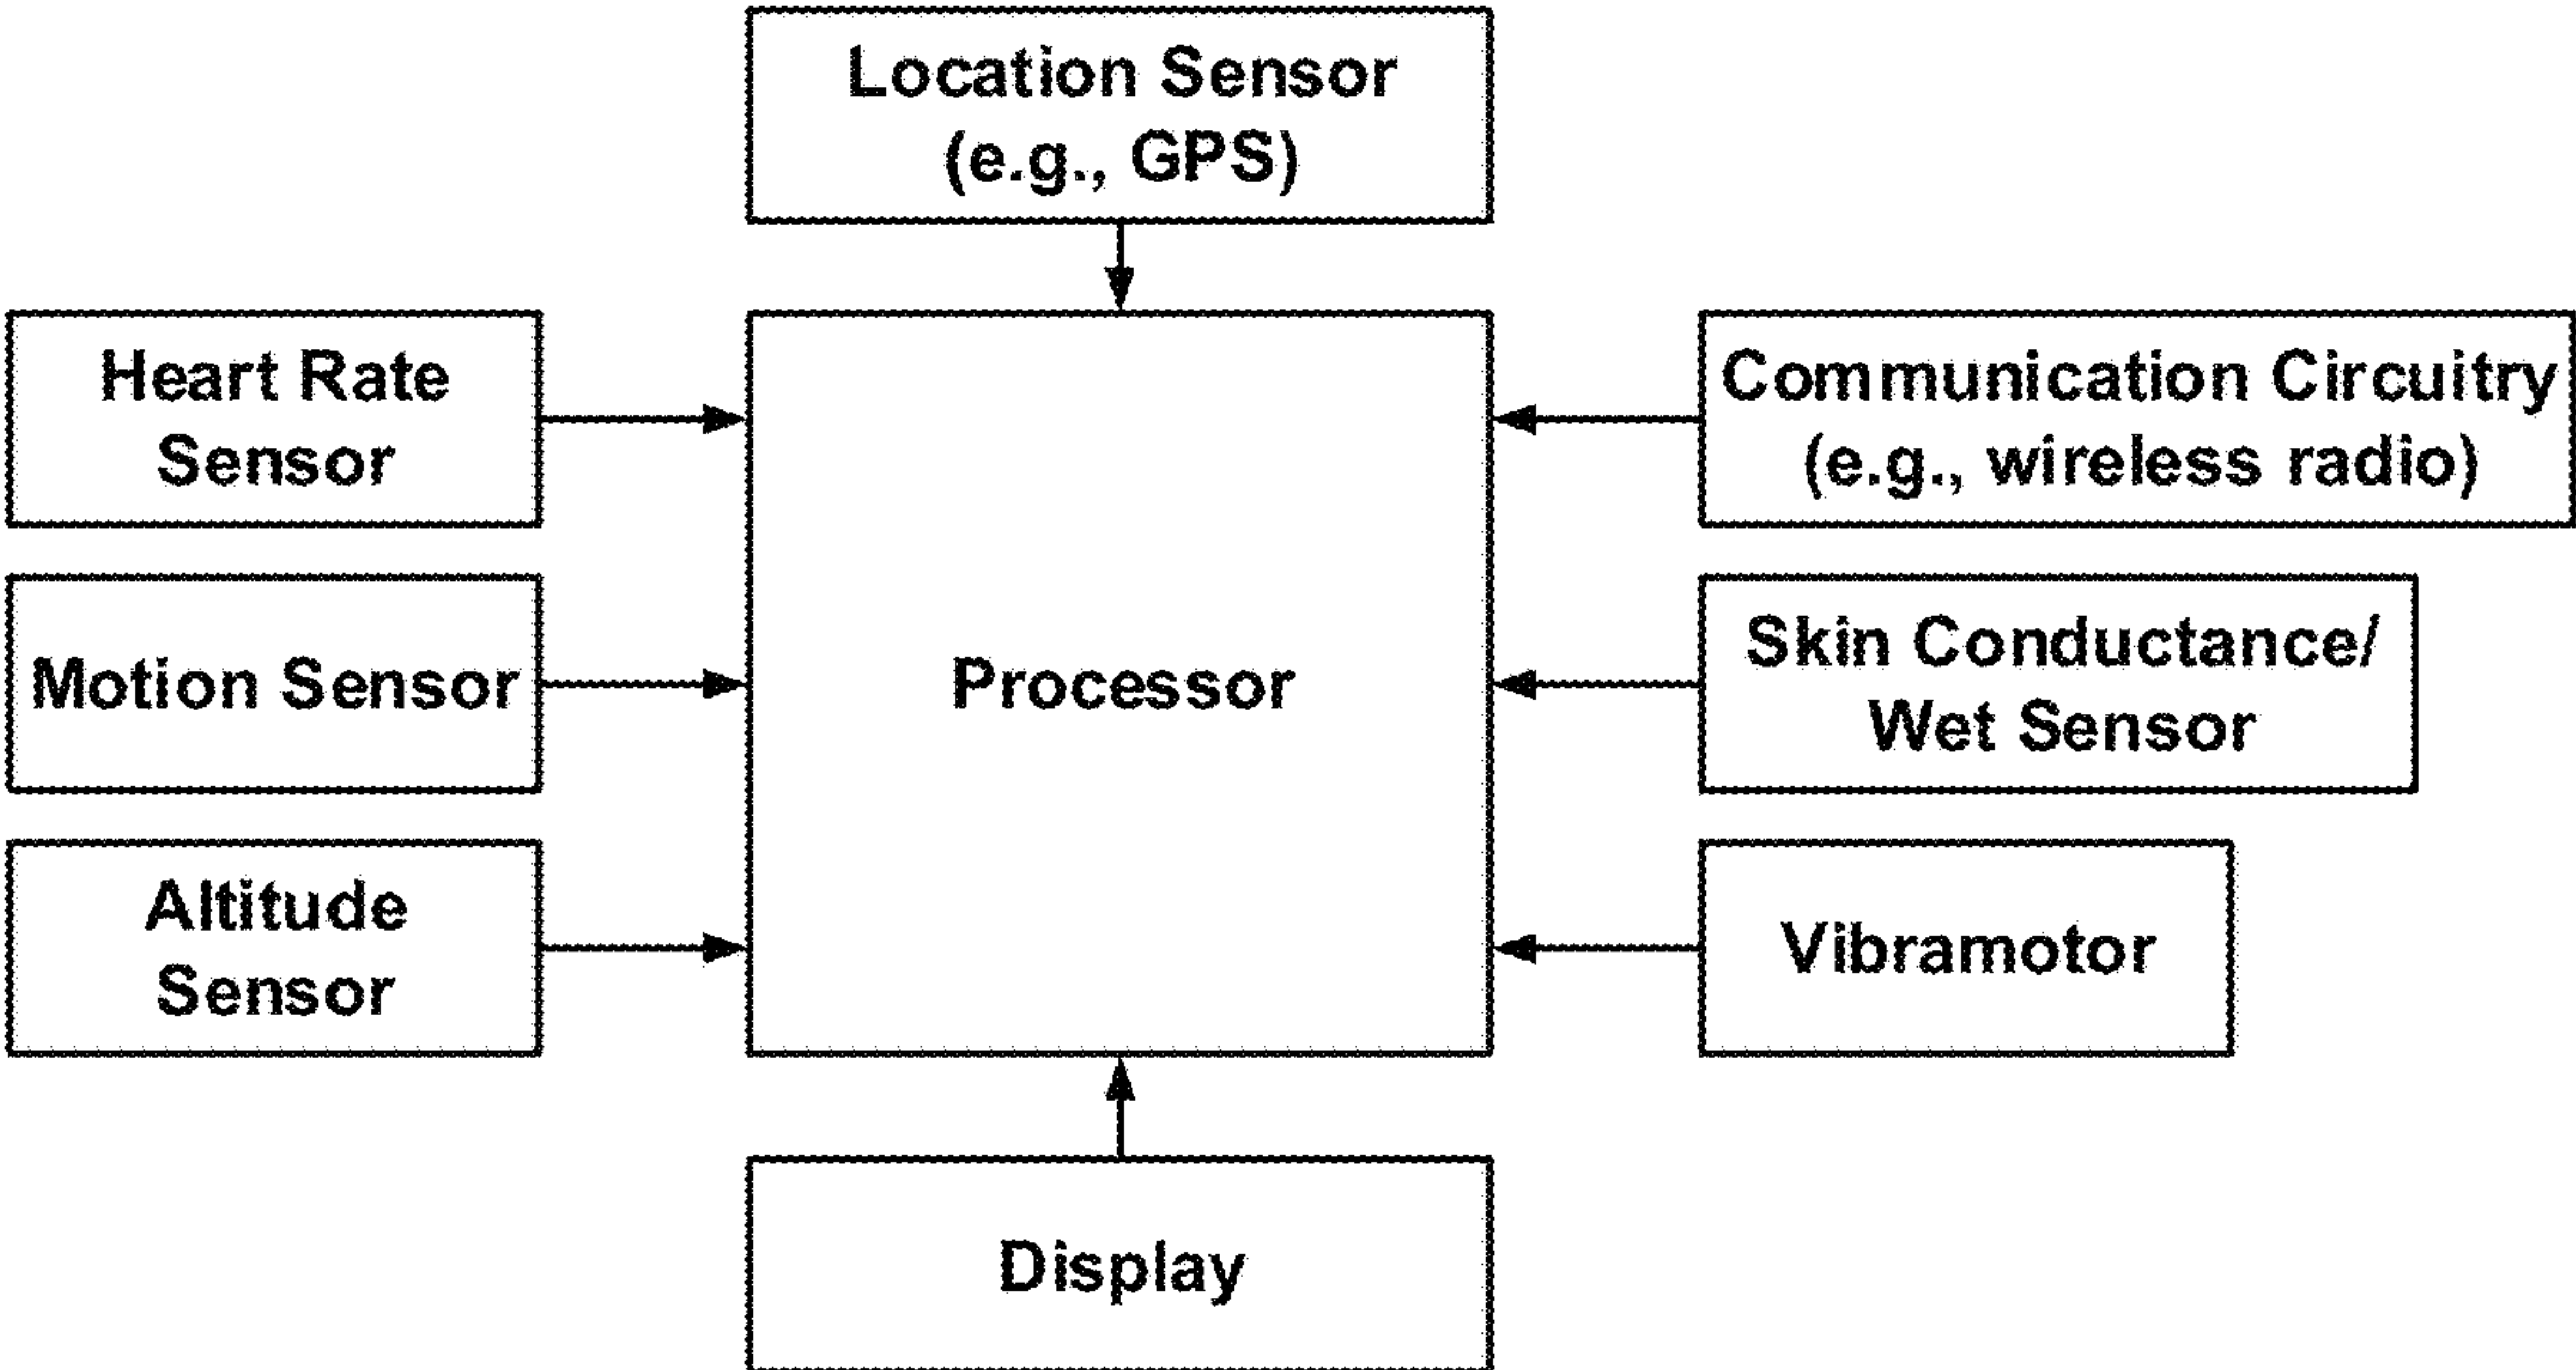 Location Sensor
(e.g., GPS)
Heart Rate
Sensor
Communication Circuitry
(e.g., wireless radio)
Motion Sensor
Processor
Skin Conductance/
Wet Sensor
Altitude
Sensor
Vibramotor
Display